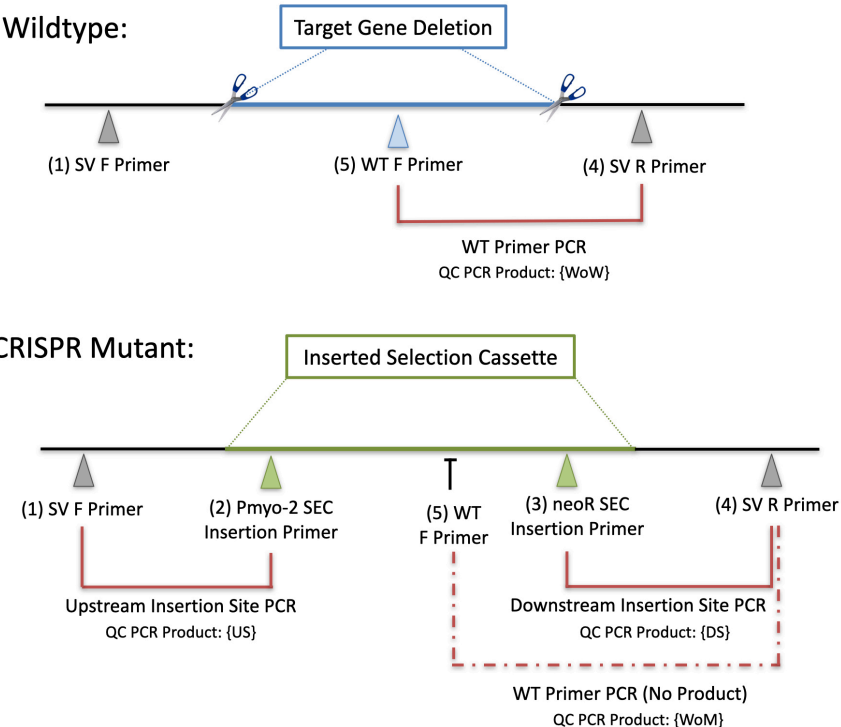 Wildtype:
Target Gene Deletion
(1) SV F Primer
(5) WT F Primer
(4) SV R Primer
WT Primer PCR
QC PCR Product: {WoW}
CRISPR Mutant:
Inserted Selection Cassette
(1) SV F Primer
(2) Pmyo-2 SEC
Insertion Primer
(5) WT
F Primer
(3) neoR SEC
Insertion Primer
(4) SV R Primer
Upstream Insertion Site PCR
QC PCR Product: {US}
Downstream Insertion Site PCR
QC PCR Product: {DS}
WT Primer PCR (No Product)
QC PCR Product: {WoM}